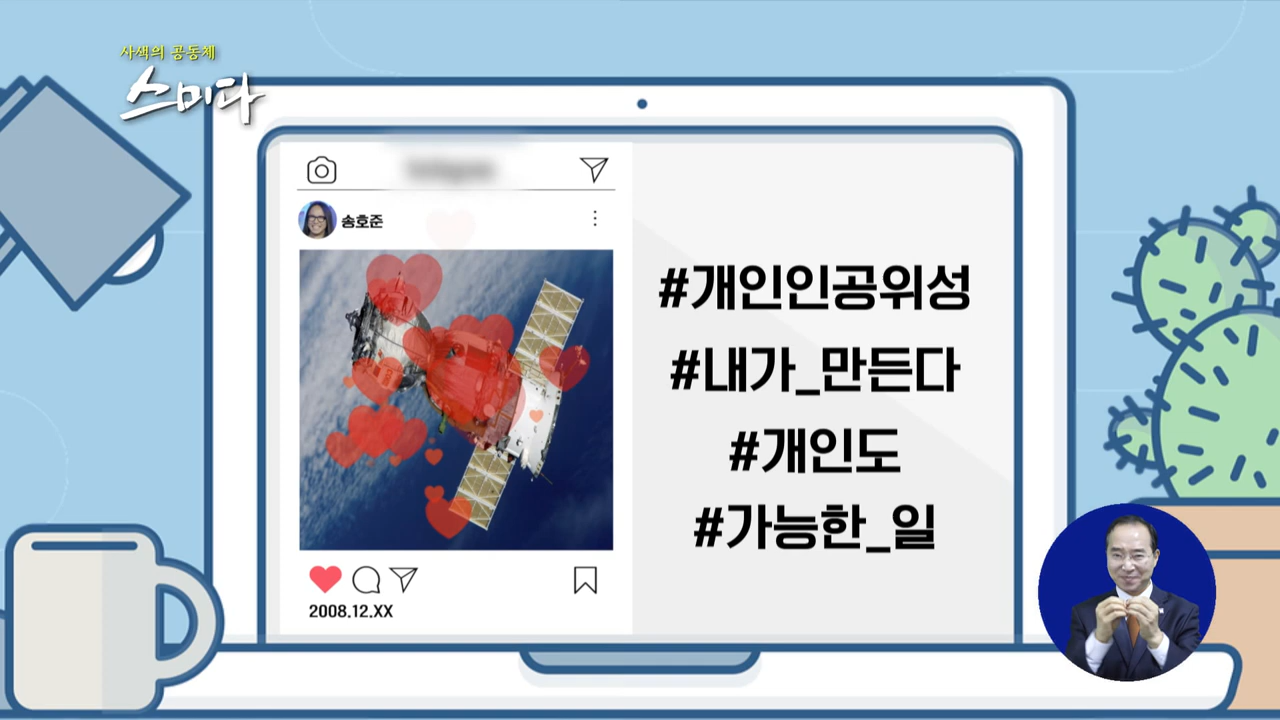 사색의 공동체
스미다
송호준
#개인인공위성
#내가_만든다
#개인도
#가능한_일
2008.12.XX